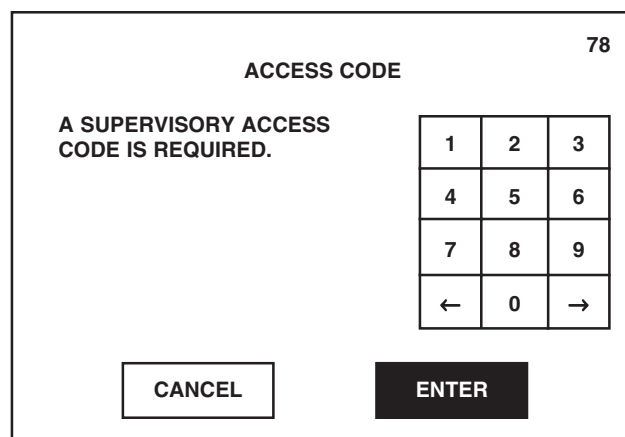 78
ACCESS CODE
A SUPERVISORY ACCESS
CODE IS REQUIRED.
1 2 3
4 5 6
7 8 9
← 0 →
CANCEL ENTER